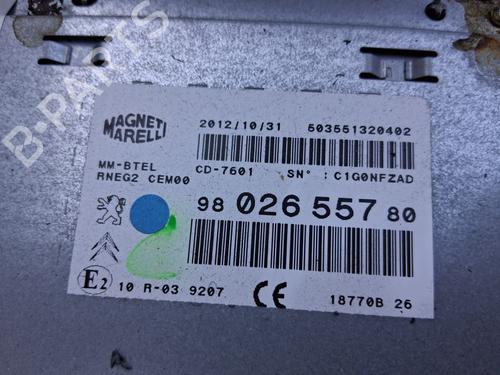 B-PARTS
MAGNETI
MARELLI
2012/10/31 503551320402
MM-BTEL
RNEG2 CEM00
CD-7601 SN° : C1G0NFZAD
98 026 557 80
E2 10 R-03 9207 CE 18770B 26